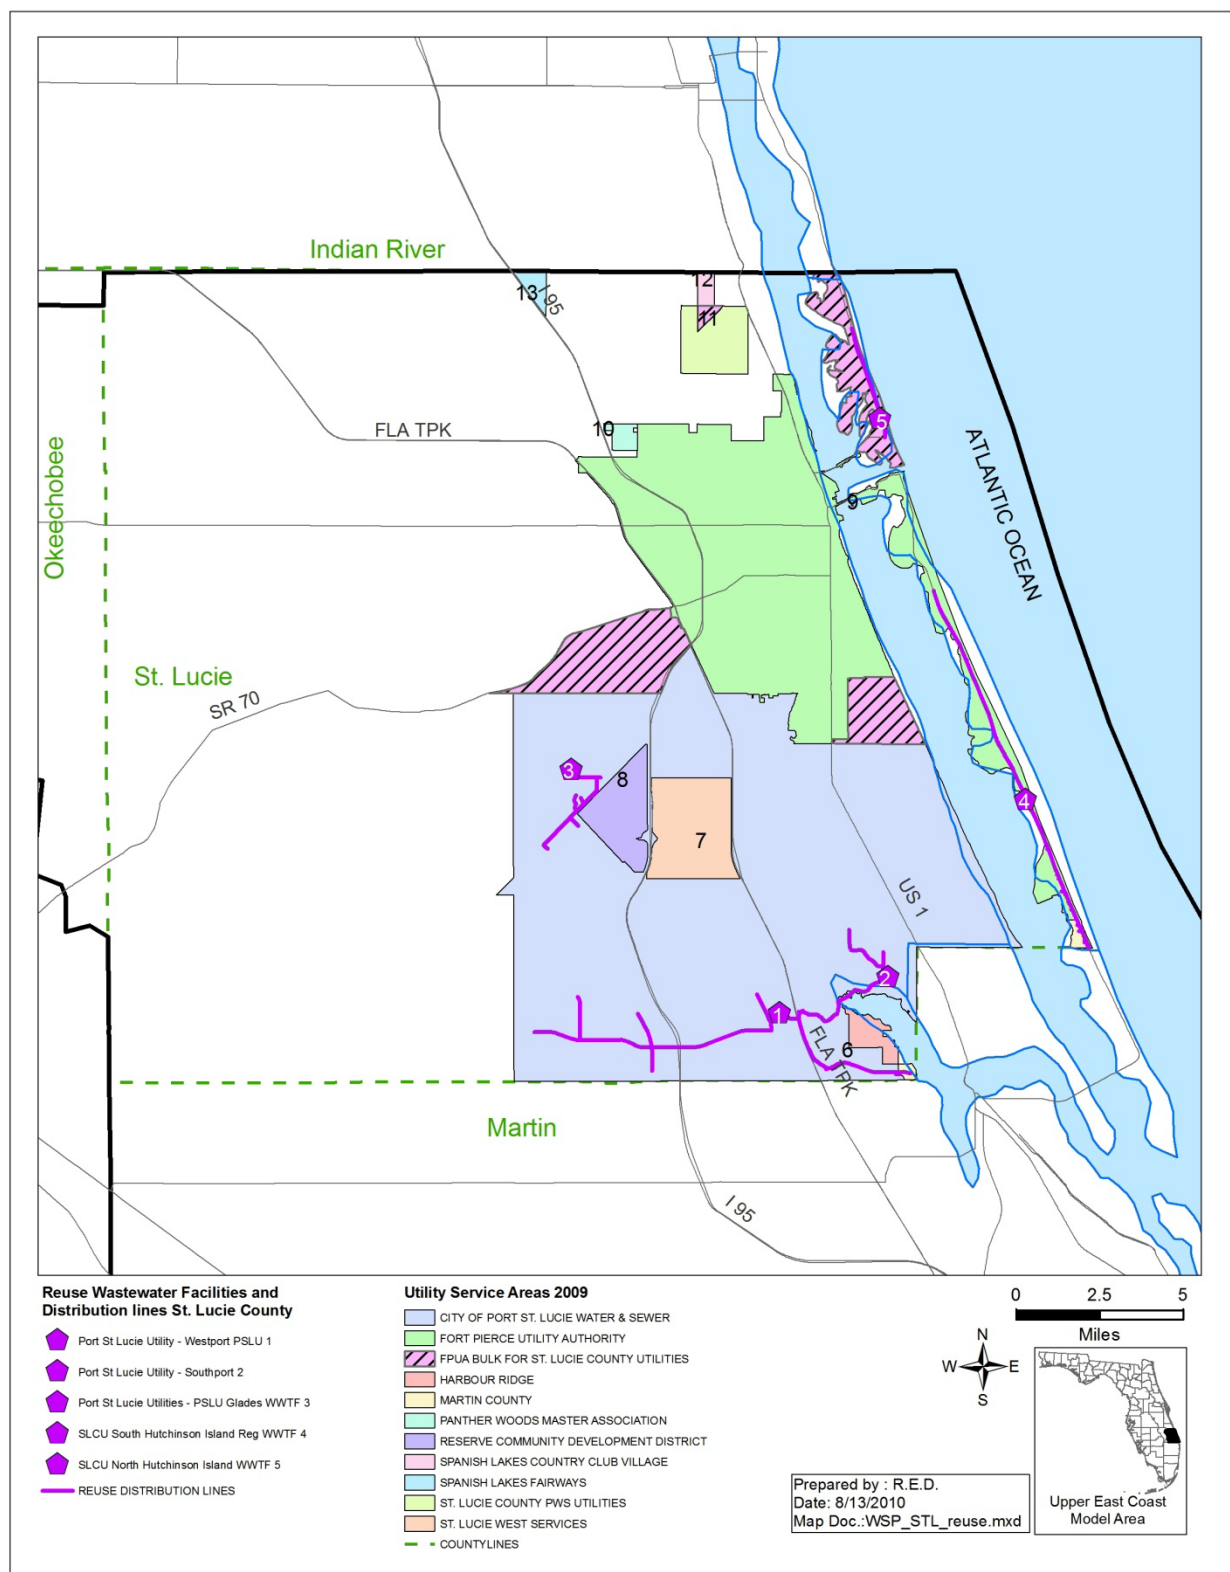 Indian River
12
13
I 95
11
5
FLA TPK
10
ATLANTIC OCEAN
9
Okeechobee
St. Lucie
SR 70
3
8
4
7
US 1
2
1
6
FLA TPK
Martin
I 95
Reuse Wastewater Facilities and
Distribution lines St. Lucie County
Port St Lucie Utility - Westport PSLU 1
Port St Lucie Utility - Southport 2
Port St Lucie Utilities - PSLU Glades WWTF 3
SLCU South Hutchinson Island Reg WWTF 4
SLCU North Hutchinson Island WWTF 5
REUSE DISTRIBUTION LINES
Utility Service Areas 2009
CITY OF PORT ST. LUCIE WATER & SEWER
FORT PIERCE UTILITY AUTHORITY
FPUA BULK FOR ST. LUCIE COUNTY UTILITIES
HARBOUR RIDGE
MARTIN COUNTY
PANTHER WOODS MASTER ASSOCIATION
RESERVE COMMUNITY DEVELOPMENT DISTRICT
SPANISH LAKES COUNTRY CLUB VILLAGE
SPANISH LAKES FAIRWAYS
ST. LUCIE COUNTY PWS UTILITIES
ST. LUCIE WEST SERVICES
COUNTYLINES
0 2.5 5
Miles
N
W E
S
Prepared by : R.E.D.
Date: 8/13/2010
Map Doc.:WSP_STL_reuse.mxd
Upper East Coast
Model Area